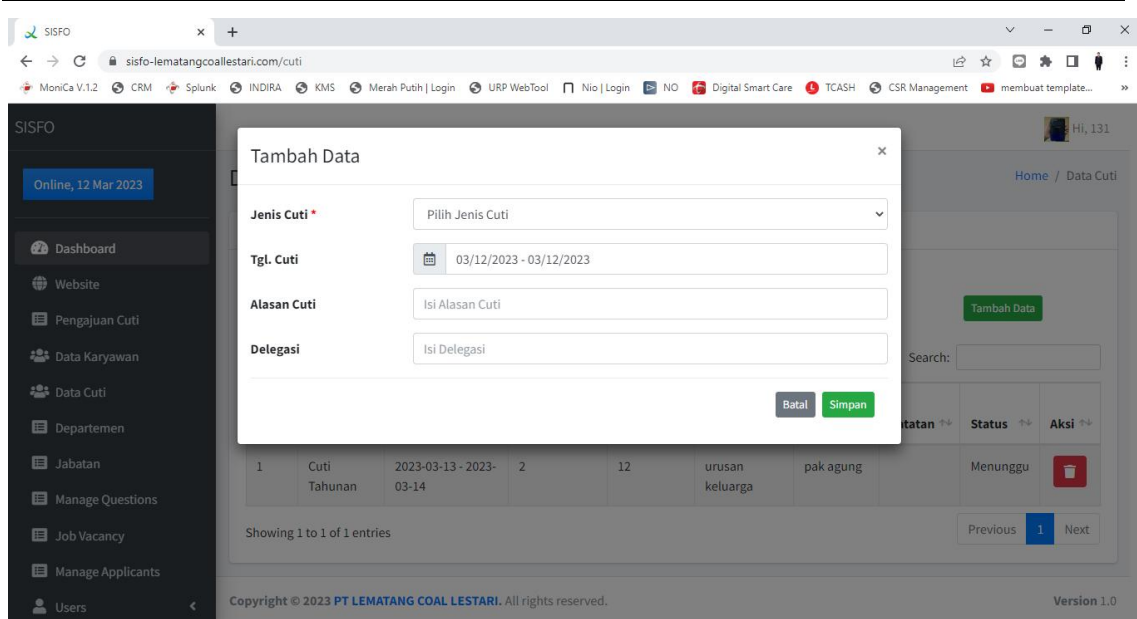 SISFO
sisfo-lematangcoallestari.com/cuti
MoniCa V.1.2 CRM Splunk INDIRA KMS Merah Putih | Login URP WebTool Nio | Login NO Digital Smart Care TCASH CSR Management membuat template...
SISFO
Hi, 131
Online, 12 Mar 2023
Home / Data Cuti
Dashboard
Website
Pengajuan Cuti
Data Karyawan
Data Cuti
Departemen
Jabatan
Manage Questions
Job Vacancy
Manage Applicants
Users
Tambah Data
Jenis Cuti *
Pilih Jenis Cuti
Tgl. Cuti
03/12/2023 - 03/12/2023
Alasan Cuti
Isi Alasan Cuti
Delegasi
Isi Delegasi
Batal Simpan
Tambah Data
Search:
Status Aksi
1 Cuti Tahunan 2023-03-13 - 2023-03-14 2 12 urusan keluarga pak agung Menunggu
Showing 1 to 1 of 1 entries
Previous 1 Next
Copyright © 2023 PT LEMATANG COAL LESTARI. All rights reserved.
Version 1.0